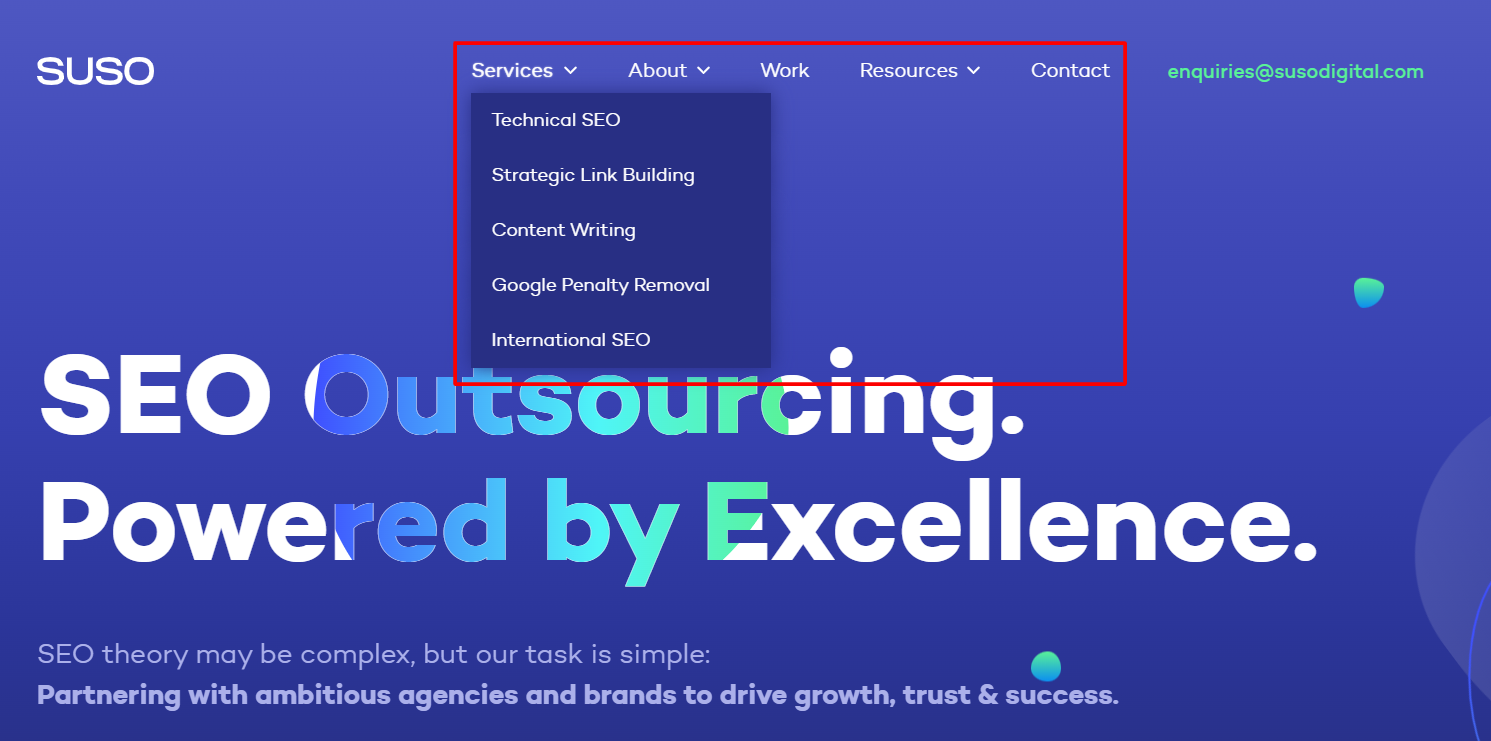 SUSO
Services About Work Resources Contact enquiries@susodigital.com
Technical SEO
Strategic Link Building
Content Writing
Google Penalty Removal
International SEO
SEO Outsourcing.
Powered by Excellence.
SEO theory may be complex, but our task is simple:
Partnering with ambitious agencies and brands to drive growth, trust & success.